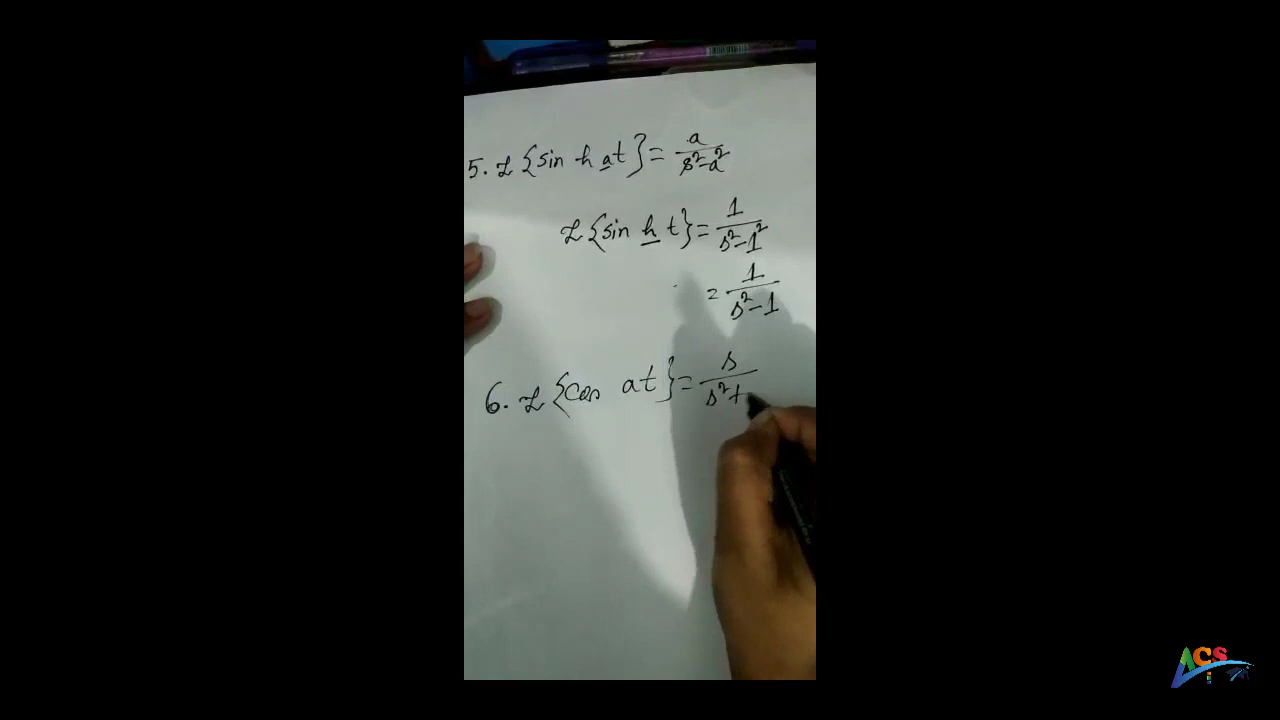 5. ℒ{sin h at} = a/s²-a²
ℒ{sin h t} = 1/s²-1²
= 1/s²-1
6. ℒ{cos at} = s/s²+
ACS